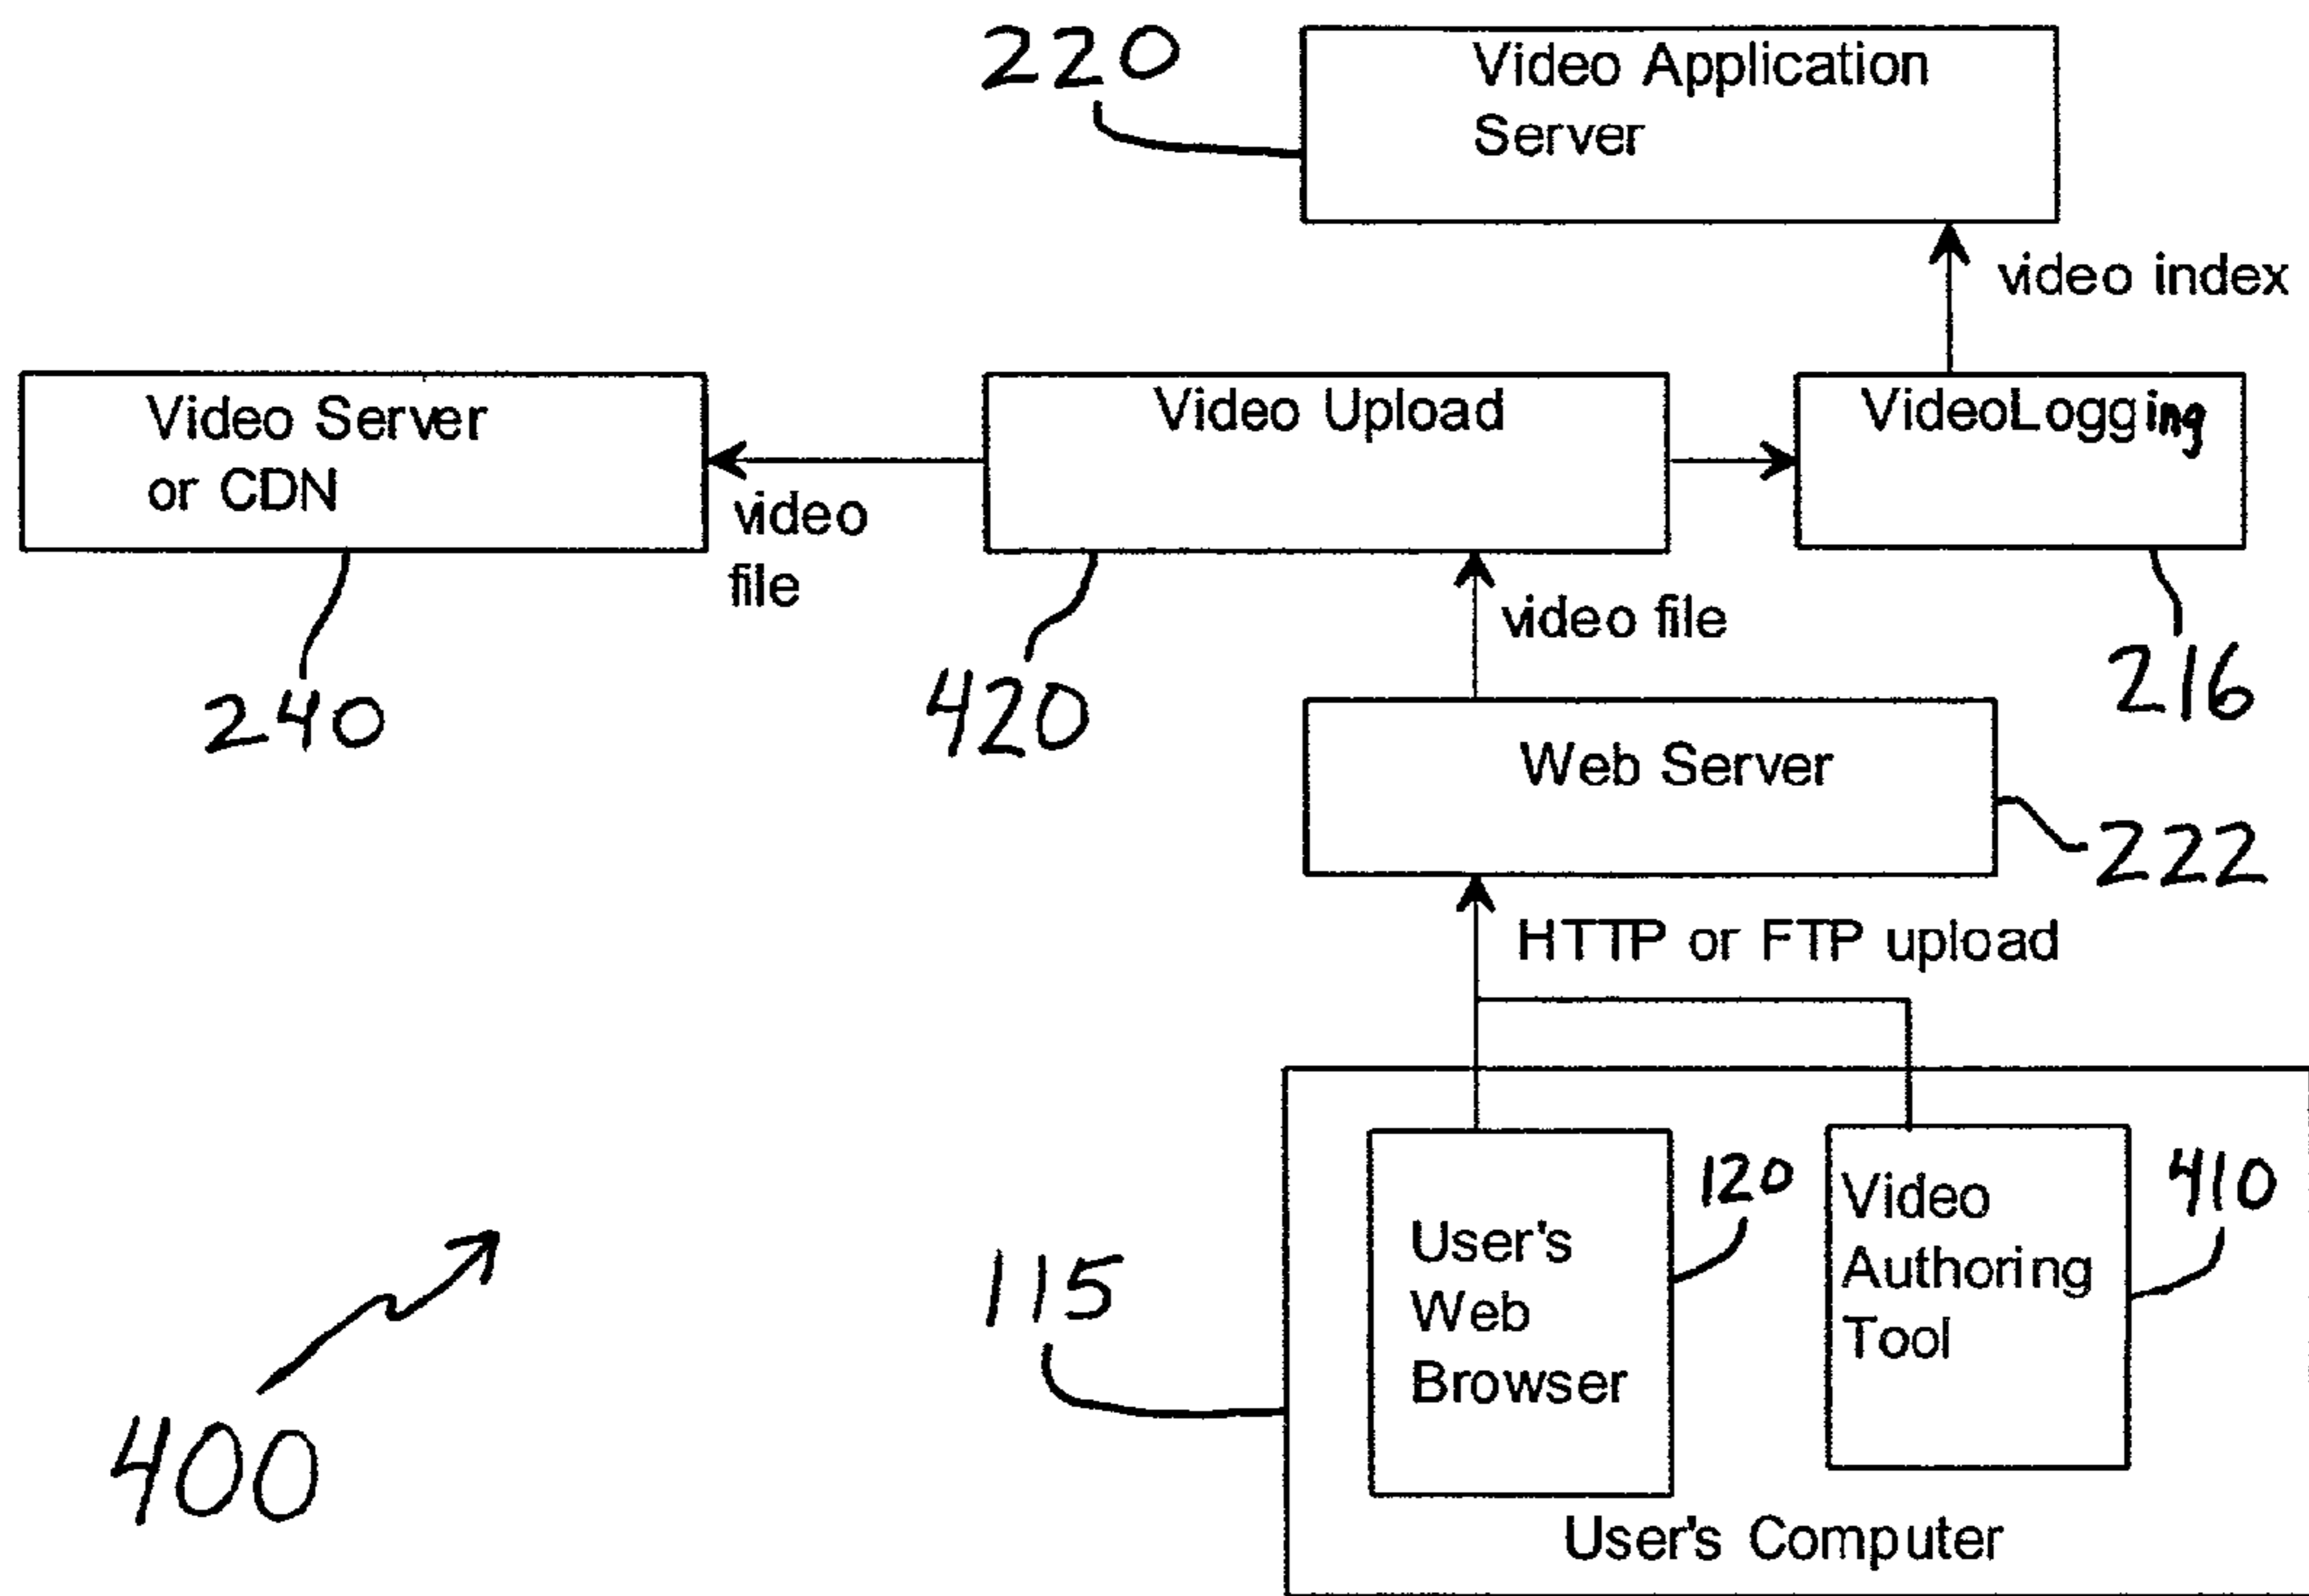 220
Video Application
Server
video index
Video Server
or CDN
video
file
Video Upload
VideoLogging
240
420
video file
216
Web Server
222
HTTP or FTP upload
User's
Web
Browser
120
Video
Authoring
Tool
410
115
User's Computer
400